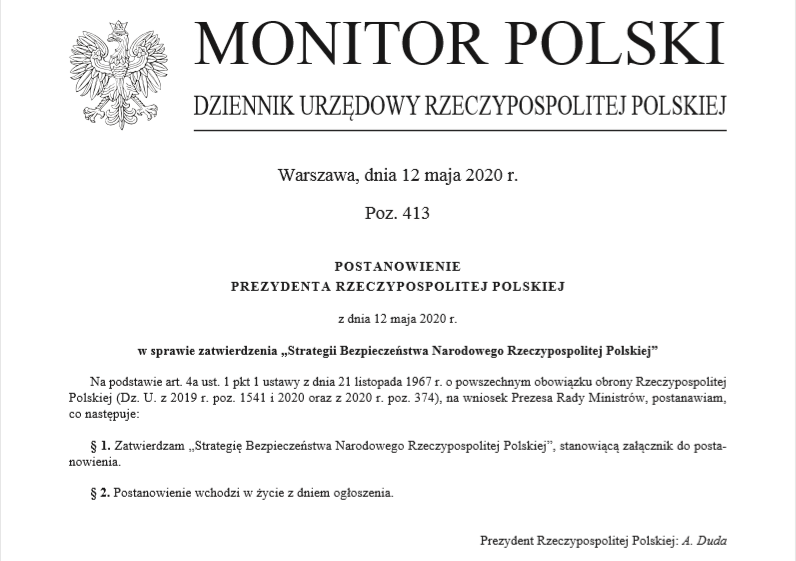 MONITOR POLSKI
DZIENNIK URZĘDOWY RZECZYPOSPOLITEJ POLSKIEJ
Warszawa, dnia 12 maja 2020 r.
Poz. 413
POSTANOWIENIE
PREZYDENTA RZECZYPOSPOLITEJ POLSKIEJ
z dnia 12 maja 2020 r.
w sprawie zatwierdzenia „Strategii Bezpieczeństwa Narodowego Rzeczypospolitej Polskiej”
Na podstawie art. 4a ust. 1 pkt 1 ustawy z dnia 21 listopada 1967 r. o powszechnym obowiązku obrony Rzeczypospolitej
Polskiej (Dz. U. z 2019 r. poz. 1541 i 2020 oraz z 2020 r. poz. 374), na wniosek Prezesa Rady Ministrów, postanawiam,
co następuje:
§ 1. Zatwierdzam „Strategię Bezpieczeństwa Narodowego Rzeczypospolitej Polskiej”, stanowiącą załącznik do posta-
nowienia.
§ 2. Postanowienie wchodzi w życie z dniem ogłoszenia.
Prezydent Rzeczypospolitej Polskiej: A. Duda